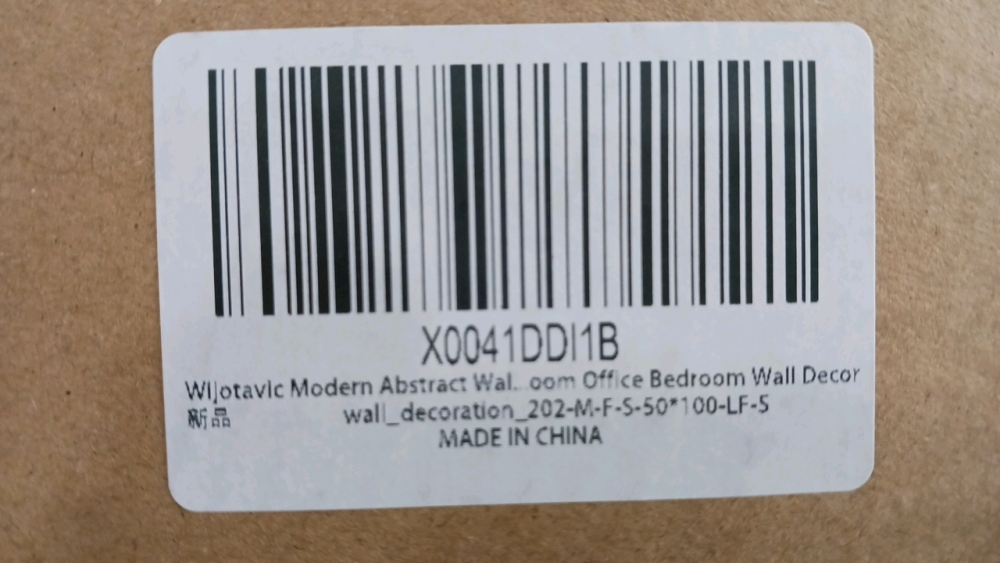 X0041DDI1B
Wijotavic Modern Abstract Wal...oom Office Bedroom Wall Decor
新品 wall_decoration_202-M-F-S-50*100-LF-S
MADE IN CHINA